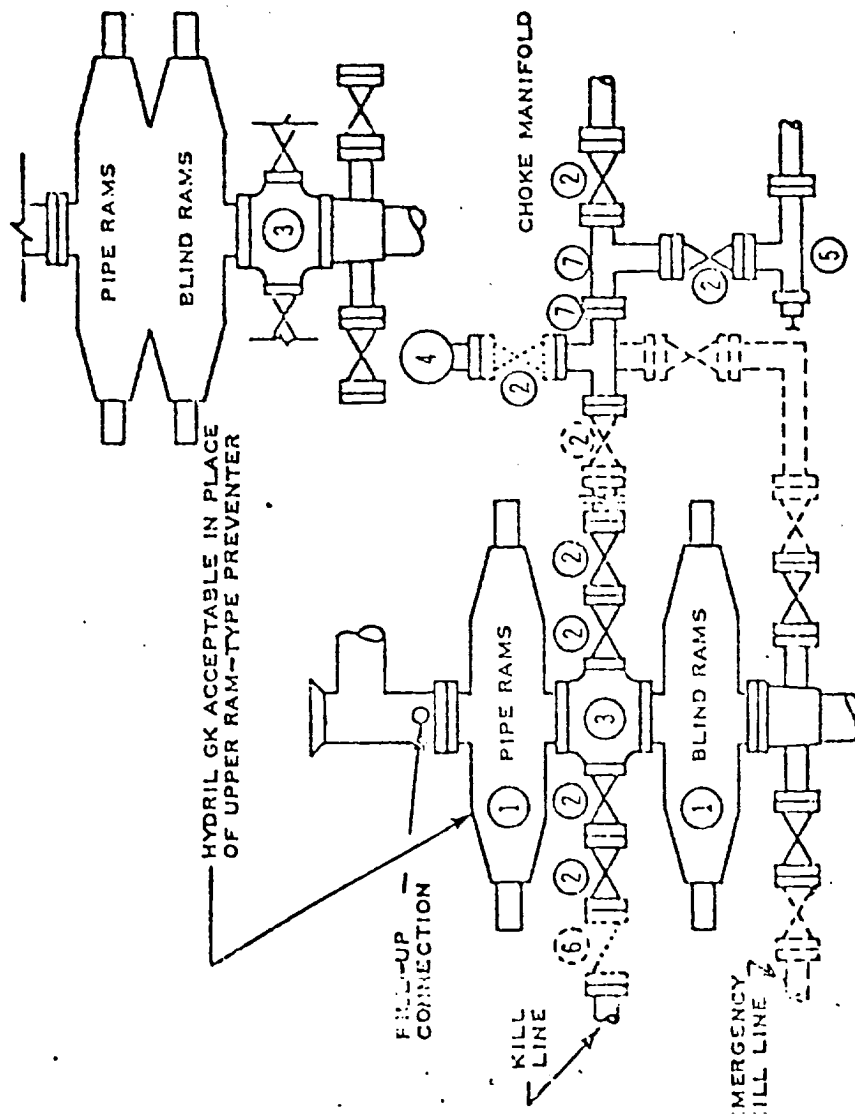 PIPE RAMS
BLIND RAMS
3
HYDRIL GK ACCEPTABLE IN PLACE
OF UPPER RAM-TYPE PREVENTER
CHOKE MANIFOLD
4
2
7
7
2
2
5
2
2
2
CONNECTION
1
PIPE RAMS
3
2
2
6
KILL
LINE
1
BLIND RAMS
MERGENCY
ILL LINE